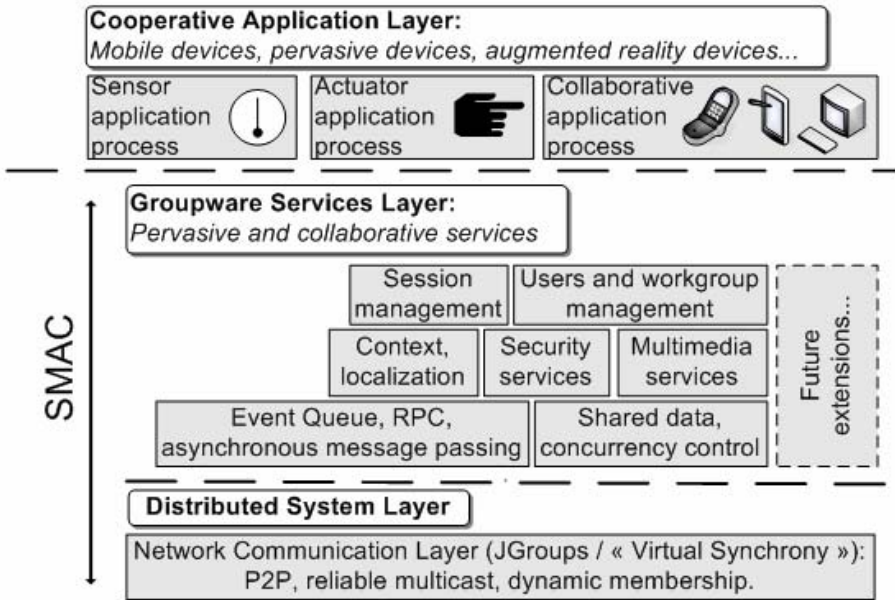 Cooperative Application Layer:
Mobile devices, pervasive devices, augmented reality devices...
Sensor
application
process
Actuator
application
process
Collaborative
application
process
SMAC
Groupware Services Layer:
Pervasive and collaborative services
Session
management
Users and workgroup
management
Context,
localization
Security
services
Multimedia
services
Event Queue, RPC,
asynchronous message passing
Shared data,
concurrency control
Future
extensions...
Distributed System Layer
Network Communication Layer (JGroups / « Virtual Synchrony »):
P2P, reliable multicast, dynamic membership.